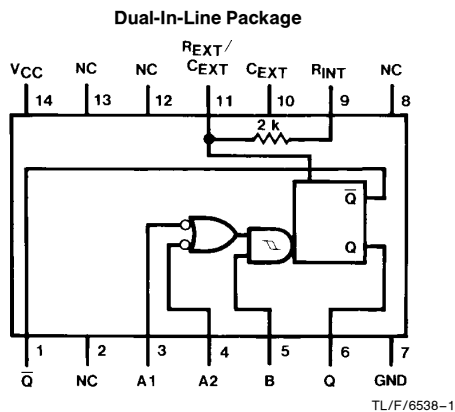 Dual-In-Line Package
REXT/
VCC NC NC CEXT CEXT RINT NC
14 13 12 11 10 9 8
2 k
Q̅
Q
1 2 3 4 5 6 7
Q̅ NC A1 A2 B Q GND
TL/F/6538–1